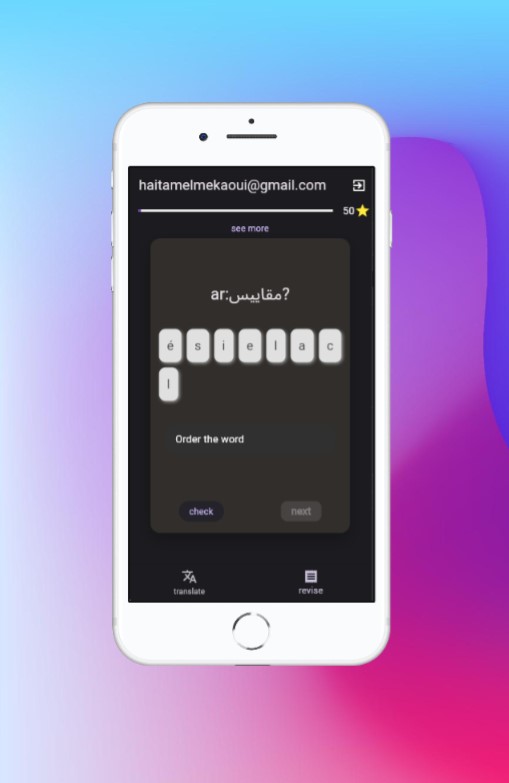 haitamelmekaoui@gmail.com
50
see more
ar:مقاييس?
é s i e l a c
l
Order the word
check next
translate revise